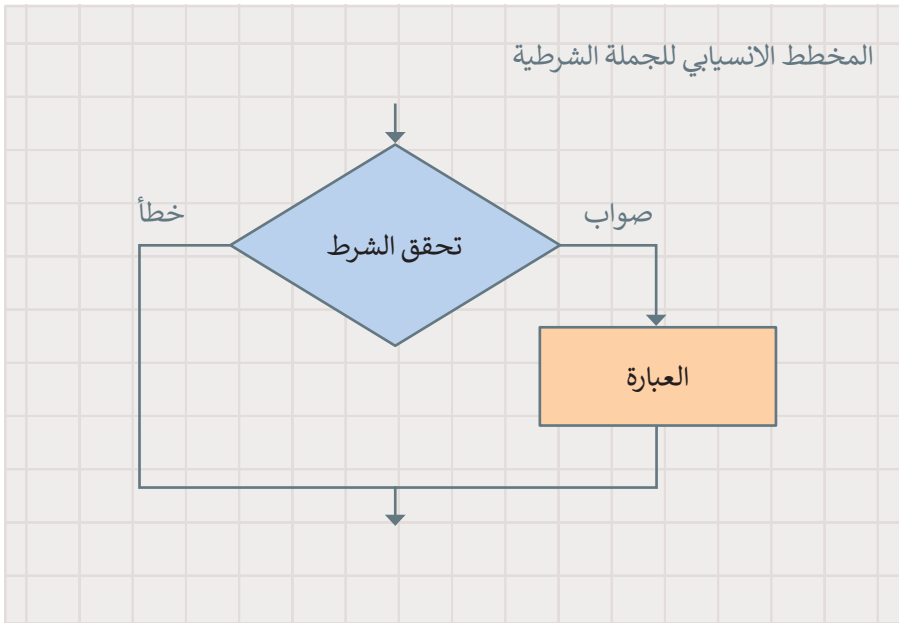 المخطط الانسيابي للجملة الشرطية
صواب
خطأ
تحقق الشرط
العبارة